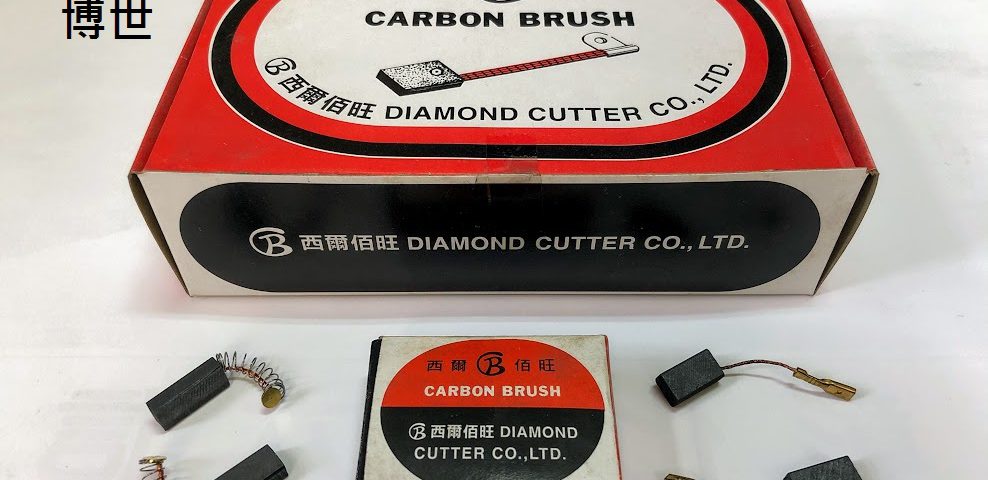 博世
CARBON BRUSH
B 西爾佰旺 DIAMOND CUTTER CO., LTD.
B 西爾佰旺 DIAMOND CUTTER CO., LTD.
西爾 B 佰旺
CARBON BRUSH
B 西爾佰旺 DIAMOND
CUTTER CO.,LTD.